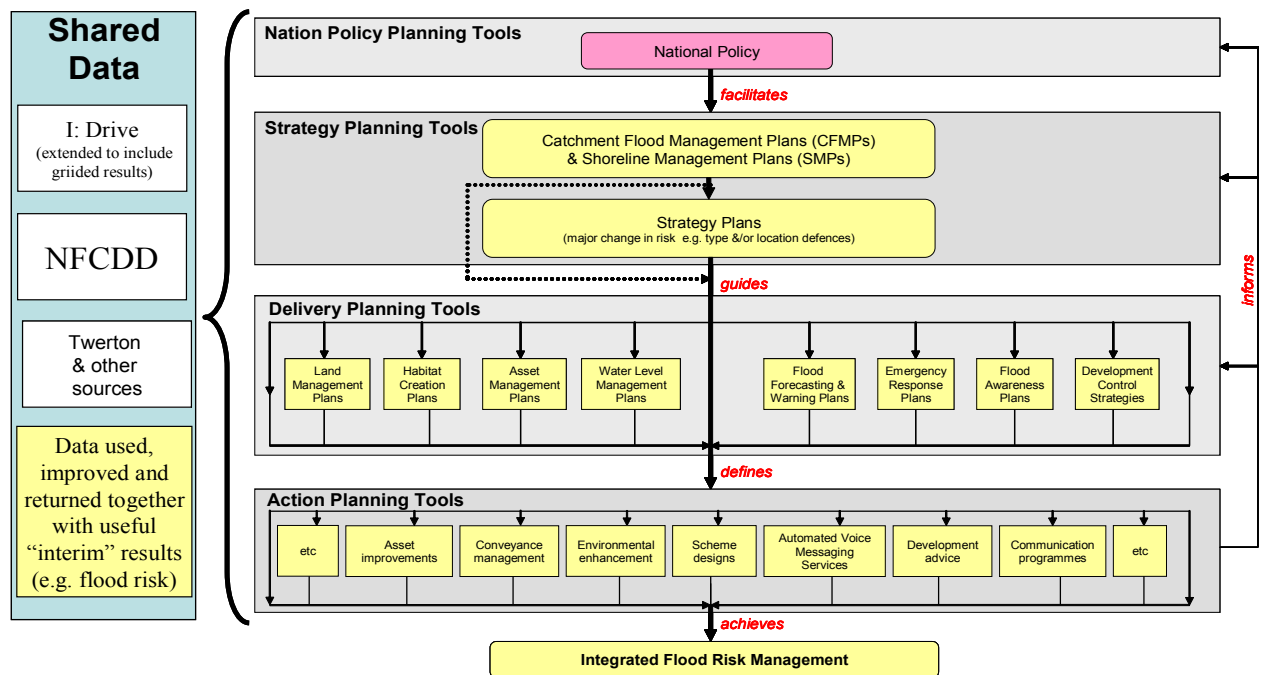 Shared
Data
I: Drive
(extended to include
griided results)
NFCDD
Twerton
& other
sources
Data used,
improved and
returned together
with useful
“interim” results
(e.g. flood risk)
Nation Policy Planning Tools
National Policy
facilitates
Strategy Planning Tools
Catchment Flood Management Plans (CFMPs)
& Shoreline Management Plans (SMPs)
Strategy Plans
(major change in risk e.g. type &/or location defences)
guides
informs
Delivery Planning Tools
Land
Management
Plans
Habitat
Creation
Plans
Asset
Management
Plans
Water Level
Management
Plans
Flood
Forecasting &
Warning Plans
Emergency
Response
Plans
Flood
Awareness
Plans
Development
Control
Strategies
defines
Action Planning Tools
etc
Asset
improvements
Conveyance
management
Environmental
enhancement
Scheme
designs
Automated Voice
Messaging
Services
Development
advice
Communication
programmes
etc
achieves
Integrated Flood Risk Management